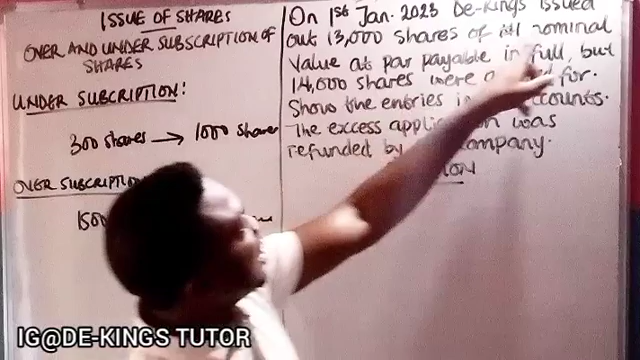 ISSUE OF SHARES
OVER AND UNDER SUBSCRIPTION OF
SHARES
UNDER SUBCRIPTION:
300 shares → 1000 shares
OVER SUBSCRIPTION
1500
On 1st Jan. 2023 De-Kings Issued
out 13,000 shares of nominal
Value at par payable in full, but
14,000 shares were for.
Show the entries in accounts.
The excess was
refunded by company.
IG@DE-KINGS TUTOR